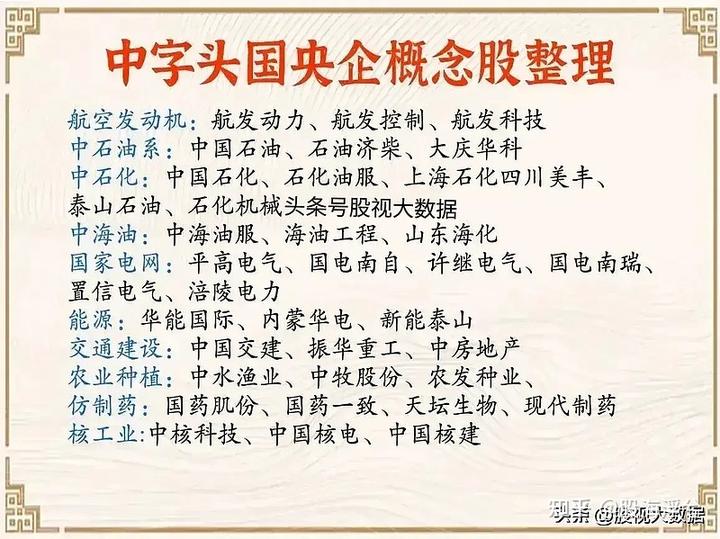 中字头国央企概念股整理
航空发动机：航发动力、航发控制、航发科技
中石油系：中国石油、石油济柴、大庆华科
中石化：中国石化、石化油服、上海石化四川美丰、
泰山石油、石化机械头条号股视大数据
中海油：中海油服、海油工程、山东海化
国家电网：平高电气、国电南自、许继电气、国电南瑞、
置信电气、涪陵电力
能源：华能国际、内蒙华电、新能泰山
交通建设：中国交建、振华重工、中房地产
农业种植：中水渔业、中牧股份、农发种业、
仿制药：国药肌份、国药一致、天坛生物、现代制药
核工业:中核科技、中国核电、中国核建
知乎 @股海浮
头条 @股视大数据